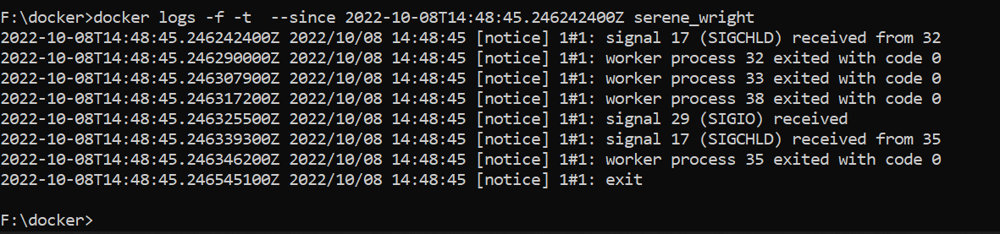 F:\docker>docker logs -f -t  --since 2022-10-08T14:48:45.246242400Z serene_wright
2022-10-08T14:48:45.246242400Z 2022/10/08 14:48:45 [notice] 1#1: signal 17 (SIGCHLD) received from 32
2022-10-08T14:48:45.246290000Z 2022/10/08 14:48:45 [notice] 1#1: worker process 32 exited with code 0
2022-10-08T14:48:45.246307900Z 2022/10/08 14:48:45 [notice] 1#1: worker process 33 exited with code 0
2022-10-08T14:48:45.246317200Z 2022/10/08 14:48:45 [notice] 1#1: worker process 38 exited with code 0
2022-10-08T14:48:45.246325500Z 2022/10/08 14:48:45 [notice] 1#1: signal 29 (SIGIO) received
2022-10-08T14:48:45.246339300Z 2022/10/08 14:48:45 [notice] 1#1: signal 17 (SIGCHLD) received from 35
2022-10-08T14:48:45.246346200Z 2022/10/08 14:48:45 [notice] 1#1: worker process 35 exited with code 0
2022-10-08T14:48:45.246545100Z 2022/10/08 14:48:45 [notice] 1#1: exit
F:\docker>